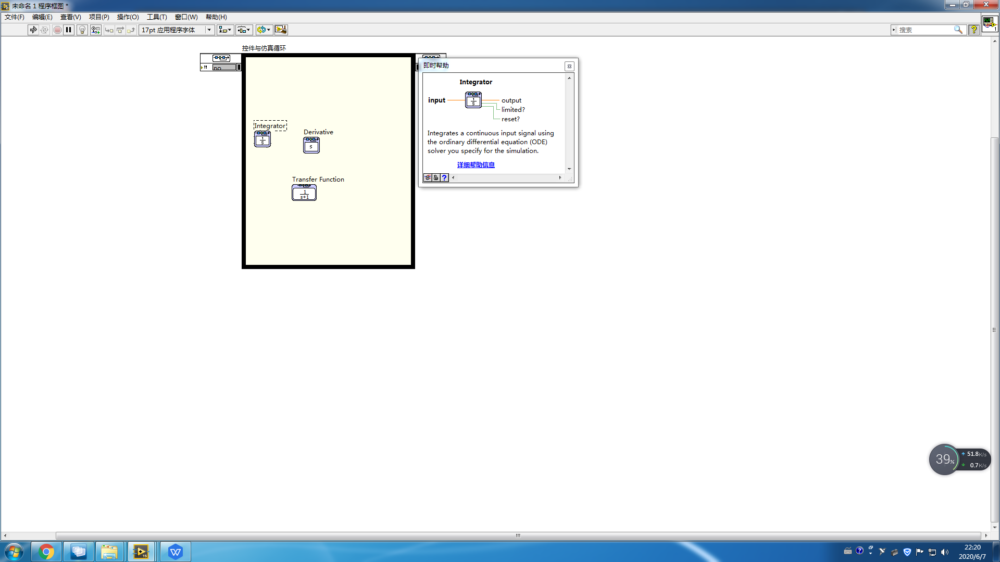 未命名 1 程序框图 *
文件(F) 编辑(E) 查看(V) 项目(P) 操作(O) 工具(T) 窗口(W) 帮助(H)
17pt 应用程序字体
搜索
?
1
控件与仿真循环
?!
no
即时帮助
Integrator
input
1
s
output
limited?
reset?
Integrates a continuous input signal using
the ordinary differential equation (ODE)
solver you specify for the simulation.
详细帮助信息
?
Integrator
1
s
Derivative
s
Transfer Function
1
s+1
39%
51.8K/s
0.7K/s
15
W
?
22:20
2020/6/7